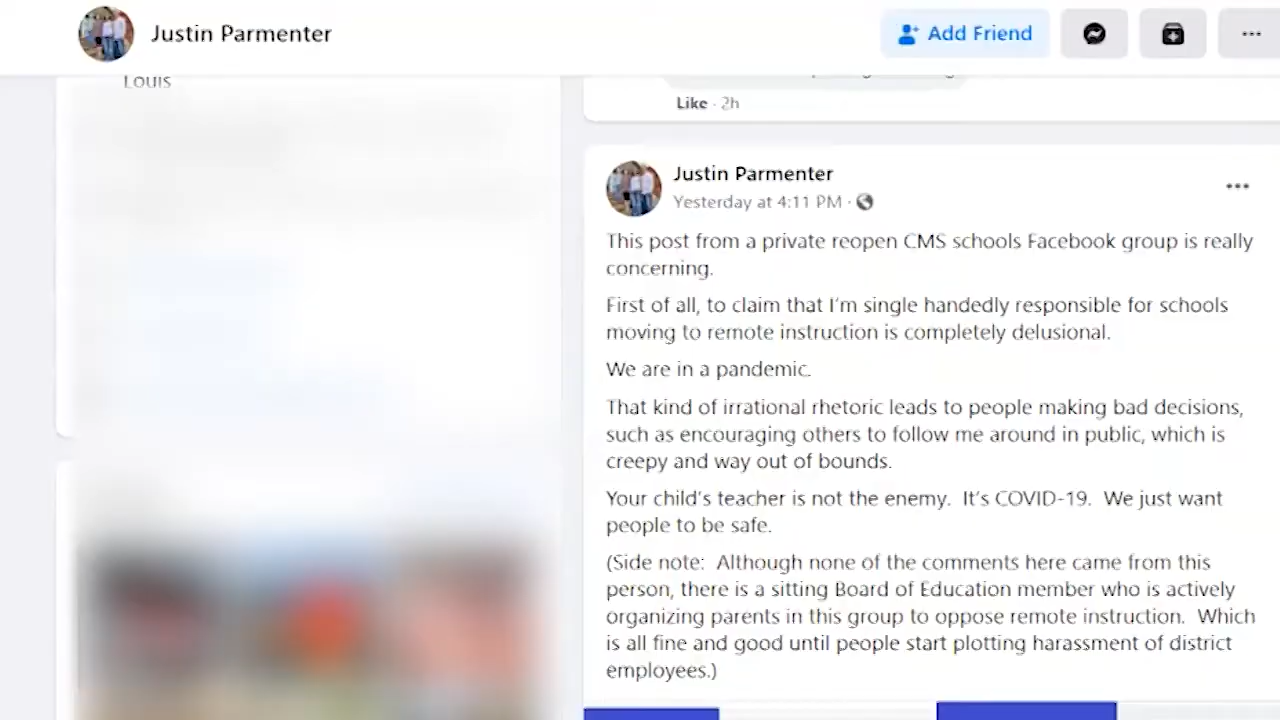 Justin Parmenter
Add Friend
Louis
Like · 2h
Justin Parmenter
Yesterday at 4:11 PM ·
This post from a private reopen CMS schools Facebook group is really
concerning.
First of all, to claim that I'm single handedly responsible for schools
moving to remote instruction is completely delusional.
We are in a pandemic.
That kind of irrational rhetoric leads to people making bad decisions,
such as encouraging others to follow me around in public, which is
creepy and way out of bounds.
Your child's teacher is not the enemy. It's COVID-19. We just want
people to be safe.
(Side note: Although none of the comments here came from this
person, there is a sitting Board of Education member who is actively
organizing parents in this group to oppose remote instruction. Which
is all fine and good until people start plotting harassment of district
employees.)